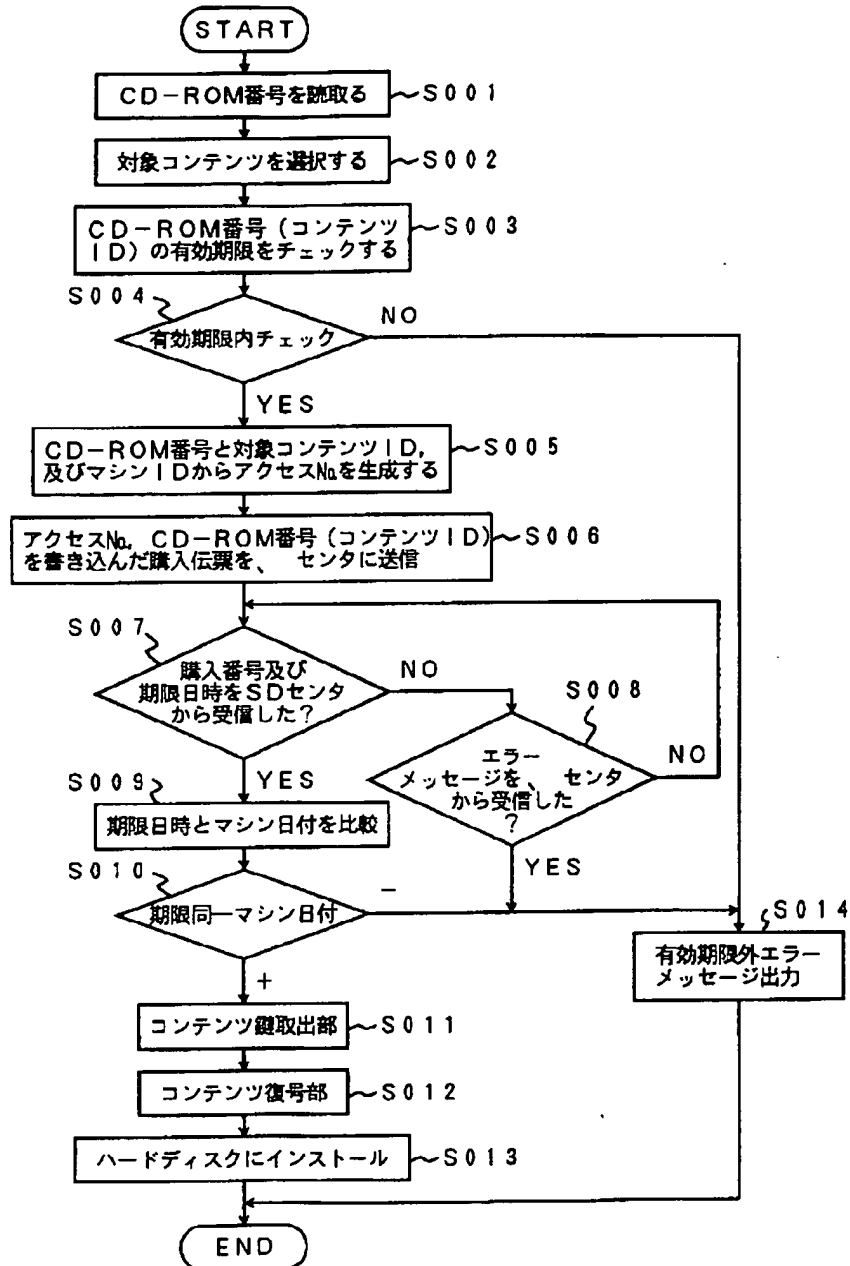 START
CD－ROM番号を読取る
S001
対象コンテンツを選択する
S002
CD－ROM番号（コンテンツ
ID）の有効期限をチェックする
S003
S004
有効期限内チェック
NO
YES
CD－ROM番号と対象コンテンツID，
及びマシンIDからアクセス№を生成する
S005
アクセス№，CD－ROM番号（コンテンツID）
を書き込んだ購入伝票を、　センタに送信
S006
S007
購入番号及び
期限日時をSDセンタ
から受信した？
NO
YES
S008
エラー
メッセージを、　センタ
から受信した
？
NO
YES
S009
期限日時とマシン日付を比較
S010
期限同一マシン日付
－
＋
S014
有効期限外エラー
メッセージ出力
コンテンツ鍵取出部
S011
コンテンツ復号部
S012
ハードディスクにインストール
S013
END